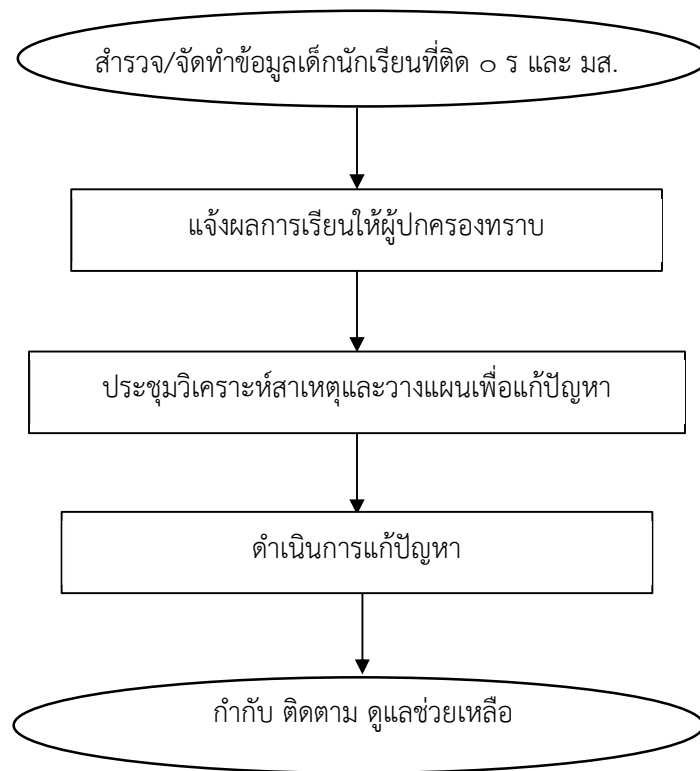 สำรวจ/จัดทำข้อมูลเด็กนักเรียนที่ติด ๐ ร และ มส.
แจ้งผลการเรียนให้ผู้ปกครองทราบ
ประชุมวิเคราะห์สาเหตุและวางแผนเพื่อแก้ปัญหา
ดำเนินการแก้ปัญหา
กำกับ ติดตาม ดูแลช่วยเหลือ